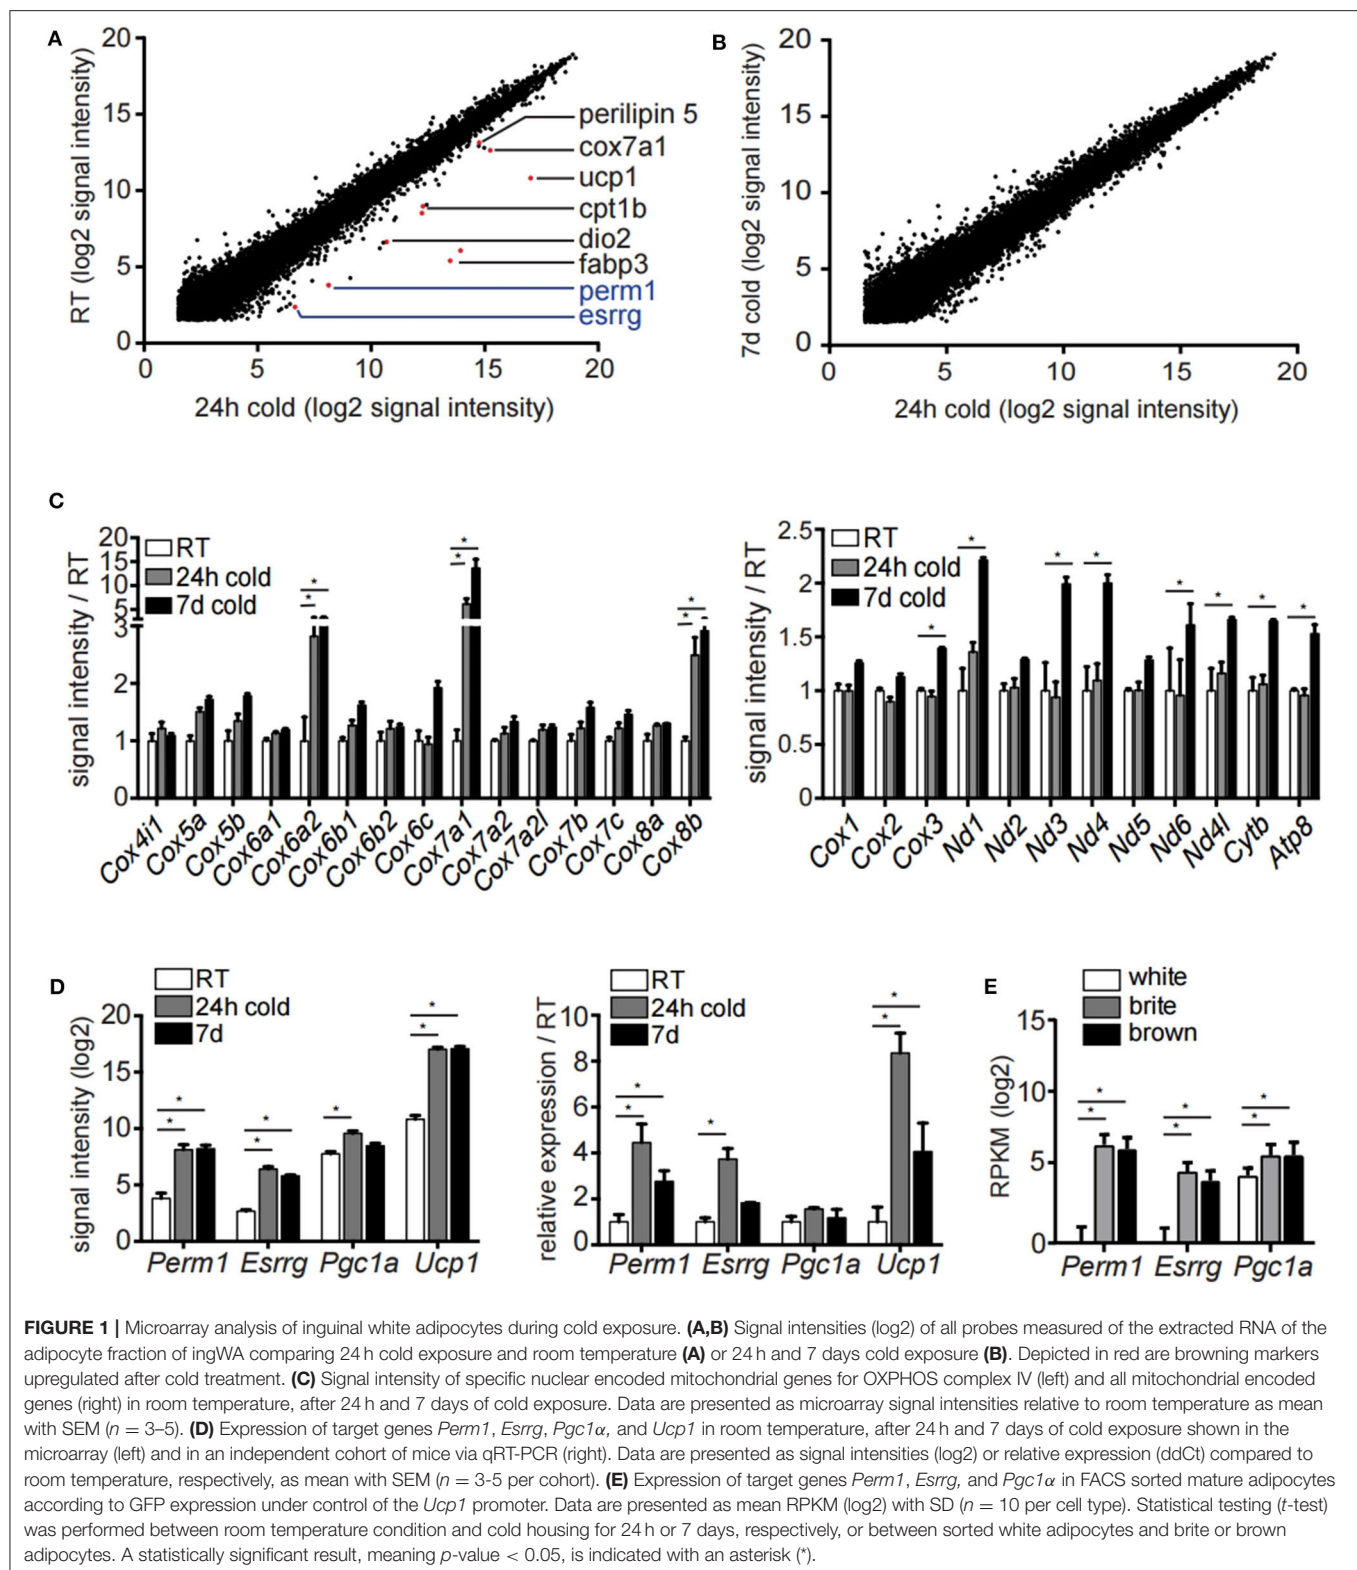 A
RT (log2 signal intensity)
20
15
10
5
0
0 5 10 15 20
24h cold (log2 signal intensity)
perilipin 5
cox7a1
ucp1
cpt1b
dio2
fabp3
perm1
esrrg
B
7d cold (log2 signal intensity)
20
15
10
5
0
0 5 10 15 20
24h cold (log2 signal intensity)
C
signal intensity / RT
20
15
10
5
3
2
1
0
RT
24h cold
7d cold
* * * * * *
Cox4i1 Cox5a Cox5b Cox6a1 Cox6a2 Cox6b1 Cox6b2 Cox6c Cox7a1 Cox7a2 Cox7a2l Cox7b Cox7c Cox8a Cox8b
signal intensity / RT
2.5
2
1.5
1
0.5
0
RT
24h cold
7d cold
* * * * * * * *
Cox1 Cox2 Cox3 Nd1 Nd2 Nd3 Nd4 Nd5 Nd6 Nd4l Cytb Atp8
D
signal intensity (log2)
20
15
10
5
0
RT
24h cold
7d
* * * * * * *
Perm1 Esrrg Pgc1a Ucp1
relative expression / RT
10
8
6
4
2
0
RT
24h cold
7d
* * * * *
Perm1 Esrrg Pgc1a Ucp1
E
RPKM (log2)
15
10
5
0
white
brite
brown
* * * * * *
Perm1 Esrrg Pgc1a
FIGURE 1 | Microarray analysis of inguinal white adipocytes during cold exposure. (A,B) Signal intensities (log2) of all probes measured of the extracted RNA of the
adipocyte fraction of ingWA comparing 24 h cold exposure and room temperature (A) or 24 h and 7 days cold exposure (B). Depicted in red are browning markers
upregulated after cold treatment. (C) Signal intensity of specific nuclear encoded mitochondrial genes for OXPHOS complex IV (left) and all mitochondrial encoded
genes (right) in room temperature, after 24 h and 7 days of cold exposure. Data are presented as microarray signal intensities relative to room temperature as mean
with SEM (n = 3–5). (D) Expression of target genes Perm1, Esrrg, Pgc1α, and Ucp1 in room temperature, after 24 h and 7 days of cold exposure shown in the
microarray (left) and in an independent cohort of mice via qRT-PCR (right). Data are presented as signal intensities (log2) or relative expression (ddCt) compared to
room temperature, respectively, as mean with SEM (n = 3-5 per cohort). (E) Expression of target genes Perm1, Esrrg, and Pgc1α in FACS sorted mature adipocytes
according to GFP expression under control of the Ucp1 promoter. Data are presented as mean RPKM (log2) with SD (n = 10 per cell type). Statistical testing (t-test)
was performed between room temperature condition and cold housing for 24 h or 7 days, respectively, or between sorted white adipocytes and brite or brown
adipocytes. A statistically significant result, meaning p-value < 0.05, is indicated with an asterisk (*).